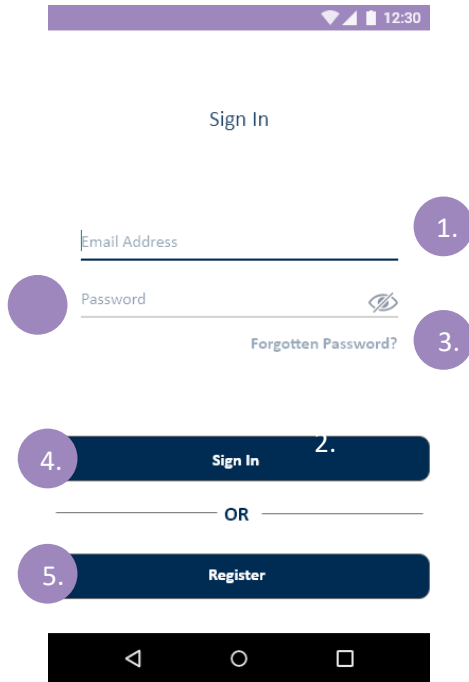 12:30
Sign In
1.
Email Address
Password
Forgotten Password?
3.
2.
4.
Sign In
OR
5.
Register